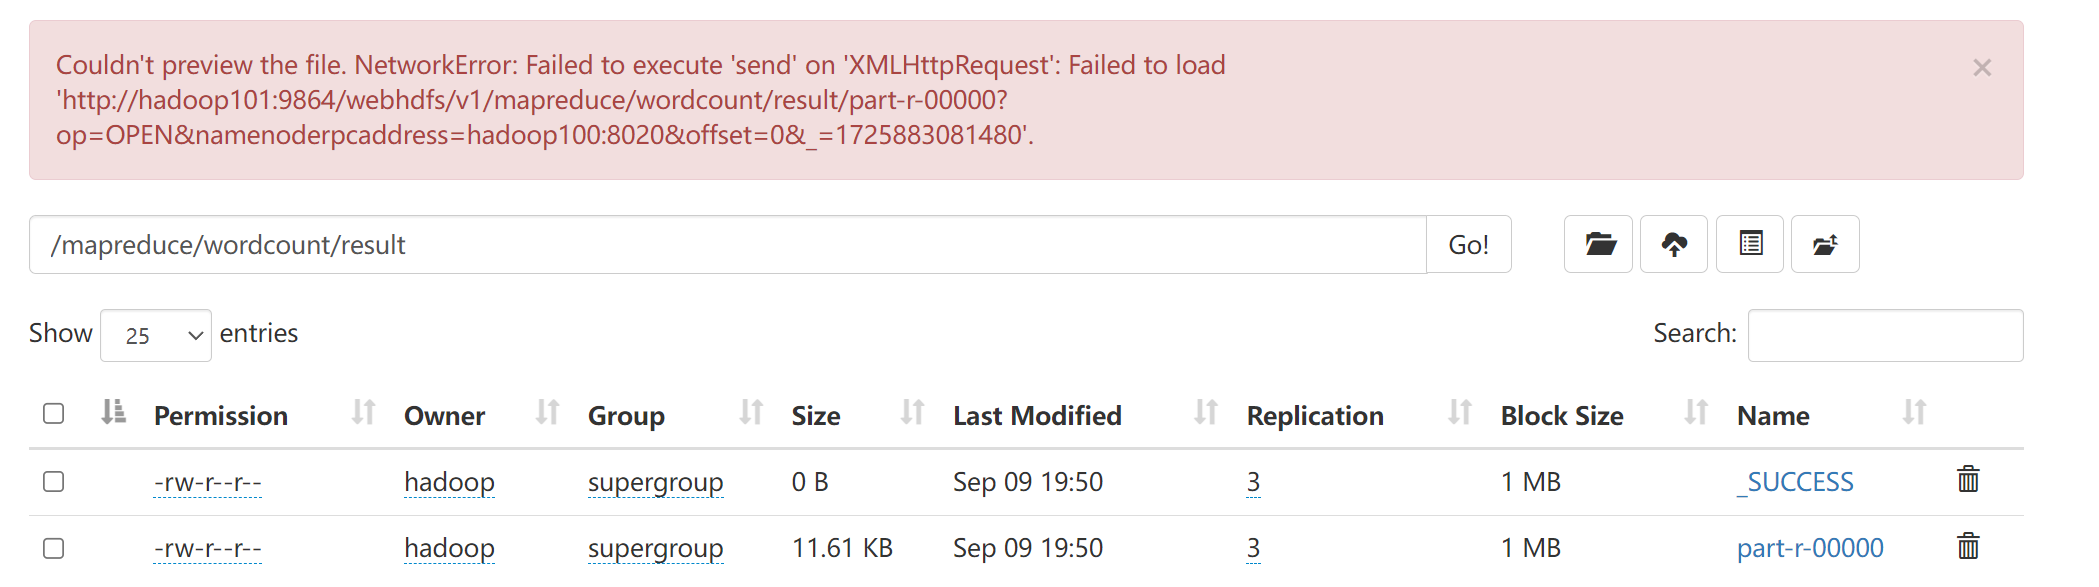 Couldn't preview the file. NetworkError: Failed to execute 'send' on 'XMLHttpRequest': Failed to load
'http://hadoop101:9864/webhdfs/v1/mapreduce/wordcount/result/part-r-00000?
op=OPEN&namenoderpcaddress=hadoop100:8020&offset=0&_=1725883081480'.
×
/mapreduce/wordcount/result Go!
Show 25 entries Search:
Permission Owner Group Size Last Modified Replication Block Size Name
-rw-r--r-- hadoop supergroup 0 B Sep 09 19:50 3 1 MB _SUCCESS
-rw-r--r-- hadoop supergroup 11.61 KB Sep 09 19:50 3 1 MB part-r-00000